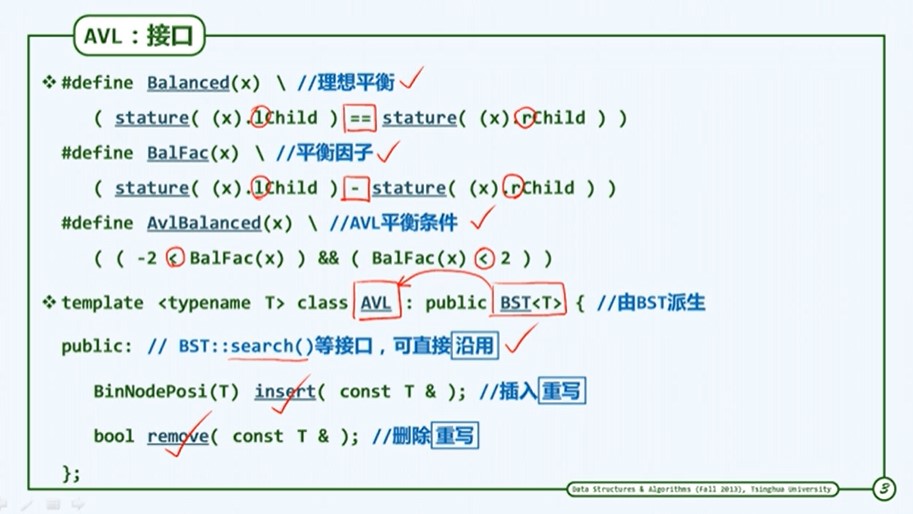 AVL：接口
❖ #define Balanced(x) \ //理想平衡
( stature( (x).lChild ) == stature( (x).rChild ) )
#define BalFac(x) \ //平衡因子
( stature( (x).lChild ) - stature( (x).rChild ) )
#define AvlBalanced(x) \ //AVL平衡条件
( ( -2 < BalFac(x) ) && ( BalFac(x) < 2 ) )
❖ template <typename T> class AVL : public BST<T> { //由BST派生
public: // BST::search()等接口，可直接沿用
BinNodePosi(T) insert( const T & ); //插入重写
bool remove( const T & ); //删除重写
};
Data Structures & Algorithms (Fall 2013), Tsinghua University
3